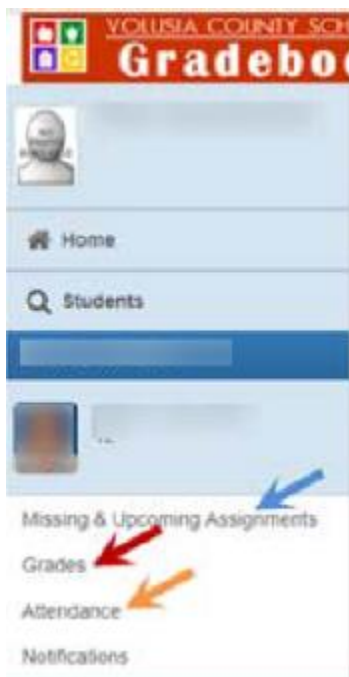 VOLUSIA COUNTY SCH
Gradeboo
Home
Students
Missing & Upcoming Assignments
Grades
Attendance
Notifications